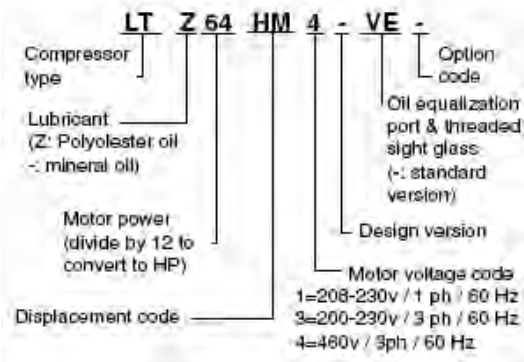 LT Z 64 HM 4 - VE -
Compressor
type
Option
code
Lubricant
(Z: Polyolester oil
-: mineral oil)
Oil equalization
port & threaded
sight glass
(-: standard
version)
Motor power
(divide by 12 to
convert to HP)
Design version
Displacement code
Motor voltage code
1=208-230v / 1 ph / 60 Hz
3=200-230v / 3 ph / 60 Hz
4=460v / 3ph / 60 Hz